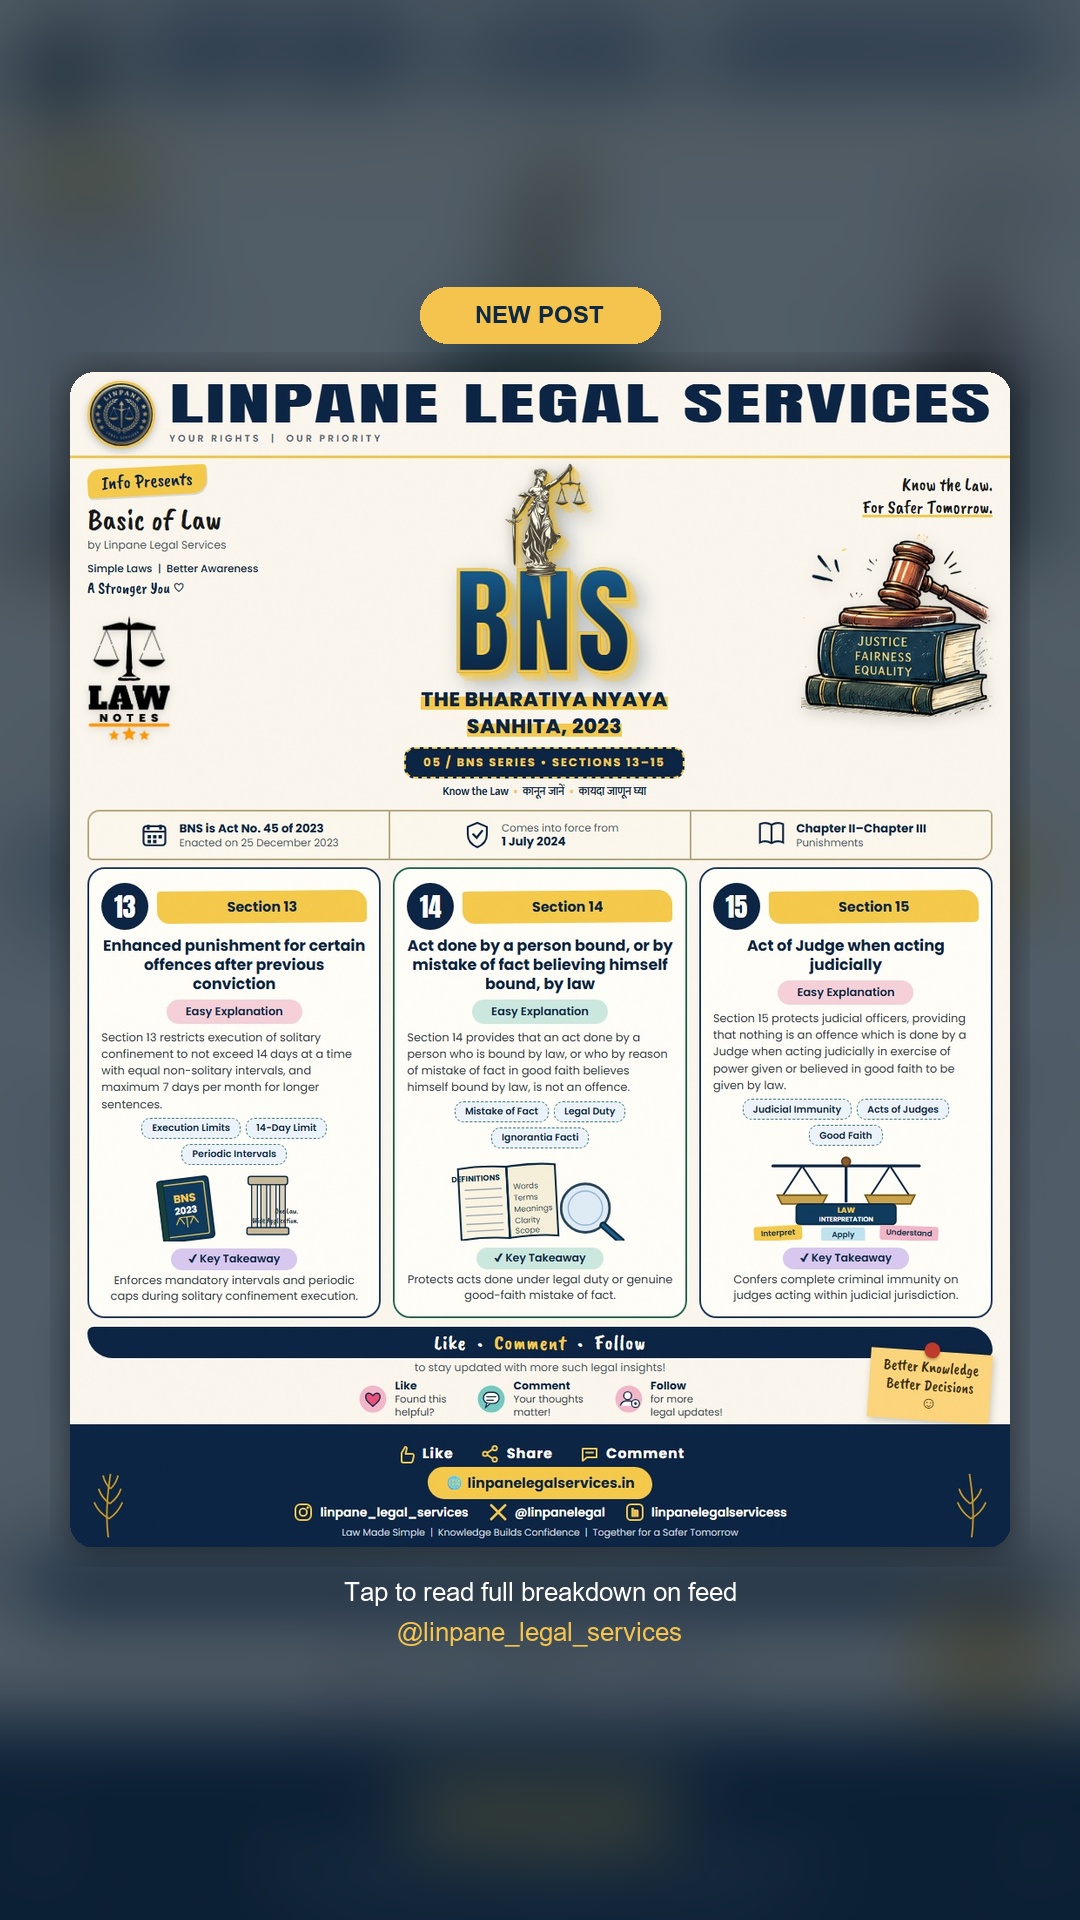 NEW POST
LINPANE LEGAL SERVICES
YOUR RIGHTS | OUR PRIORITY
Info Presents
Basic of Law
by Linpane Legal Services
Simple Laws | Better Awareness
A Stronger You ♡
LAW
NOTES
Know the Law.
For Safer Tomorrow.
JUSTICE
FAIRNESS
EQUALITY
BNS
THE BHARATIYA NYAYA
SANHITA, 2023
05 / BNS SERIES • SECTIONS 13–15
Know the Law • कानून जानें • कायदा जाणून घ्या
BNS is Act No. 45 of 2023
Enacted on 25 December 2023
Comes into force from
1 July 2024
Chapter II–Chapter III
Punishments
13
Section 13
Enhanced punishment for certain
offences after previous
conviction
Easy Explanation
Section 13 restricts execution of solitary
confinement to not exceed 14 days at a time
with equal non-solitary intervals, and
maximum 7 days per month for longer
sentences.
Execution Limits
14-Day Limit
Periodic Intervals
BNS
2023
✓ Key Takeaway
Enforces mandatory intervals and periodic
caps during solitary confinement execution.
14
Section 14
Act done by a person bound, or by
mistake of fact believing himself
bound, by law
Easy Explanation
Section 14 provides that an act done by a
person who is bound by law, or who by reason
of mistake of fact in good faith believes
himself bound by law, is not an offence.
Mistake of Fact
Legal Duty
Ignorantia Facti
DEFINITIONS
Words
Terms
Meanings
Clarity
Scope
✓ Key Takeaway
Protects acts done under legal duty or genuine
good-faith mistake of fact.
15
Section 15
Act of Judge when acting
judicially
Easy Explanation
Section 15 protects judicial officers, providing
that nothing is an offence which is done by a
Judge when acting judicially in exercise of
power given or believed in good faith to be
given by law.
Judicial Immunity
Acts of Judges
Good Faith
LAW
INTERPRETATION
Interpret
Apply
Understand
✓ Key Takeaway
Confers complete criminal immunity on
judges acting within judicial jurisdiction.
Like • Comment • Follow
to stay updated with more such legal insights!
Like
Found this
helpful?
Comment
Your thoughts
matter!
Follow
for more
legal updates!
Better Knowledge
Better Decisions
☺
Like
Share
Comment
linpanelegalservices.in
linpane_legal_services
@linpanelegal
linpanelegalservicess
Law Made Simple | Knowledge Builds Confidence | Together for a Safer Tomorrow
Tap to read full breakdown on feed
@linpane_legal_services